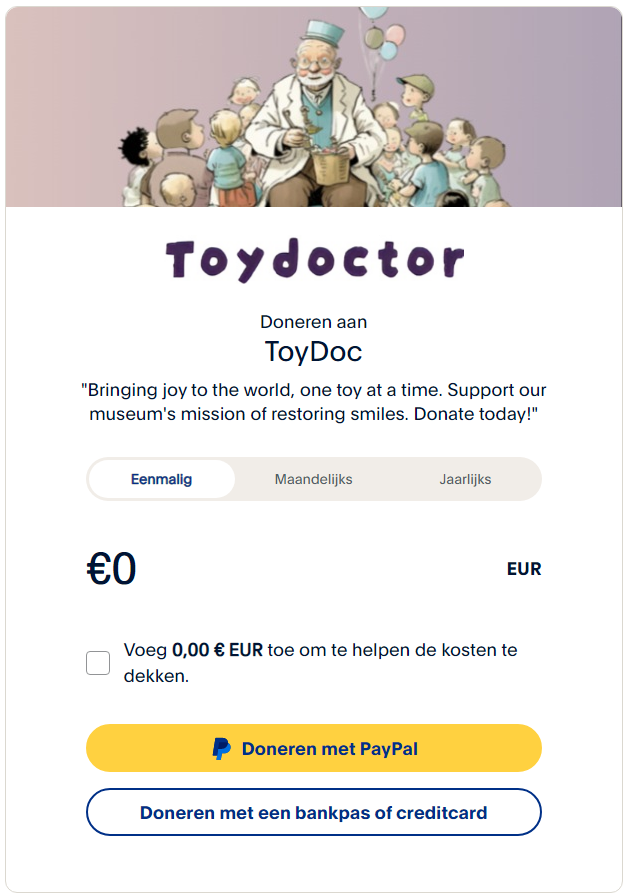 Toydoctor
Doneren aan
ToyDoc
"Bringing joy to the world, one toy at a time. Support our
museum's mission of restoring smiles. Donate today!"
Eenmalig Maandelijks Jaarlijks
€0 EUR
Voeg 0,00 € EUR toe om te helpen de kosten te
dekken.
Doneren met PayPal
Doneren met een bankpas of creditcard